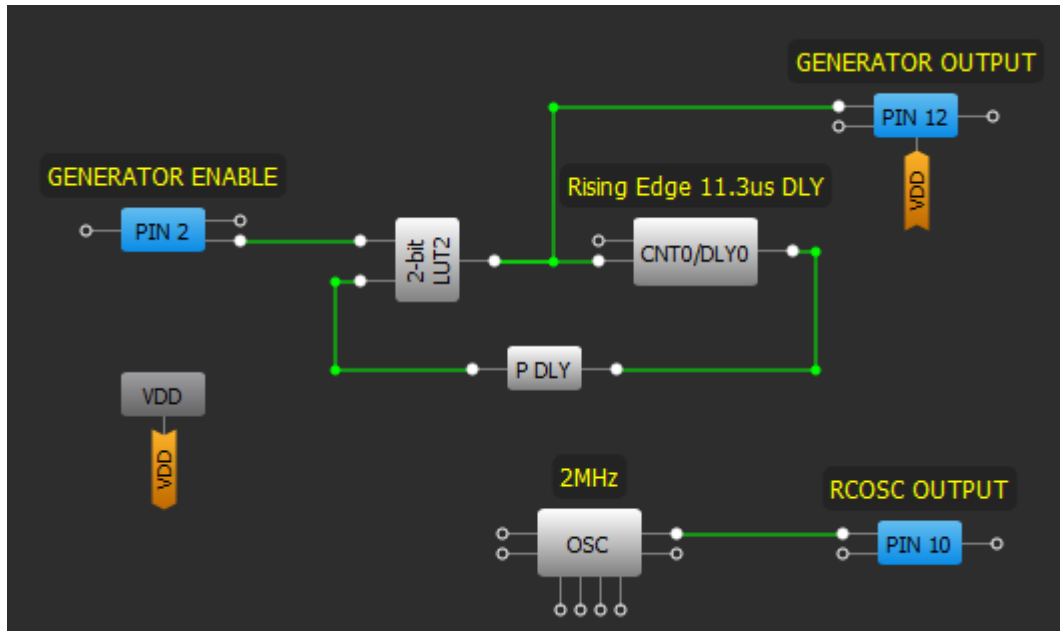 GENERATOR OUTPUT
PIN 12
VDD
GENERATOR ENABLE
PIN 2
2-bit
LUT2
Rising Edge 11.3us DLY
CNT0/DLY0
P DLY
VDD
VDD
2MHz
OSC
RCOSC OUTPUT
PIN 10